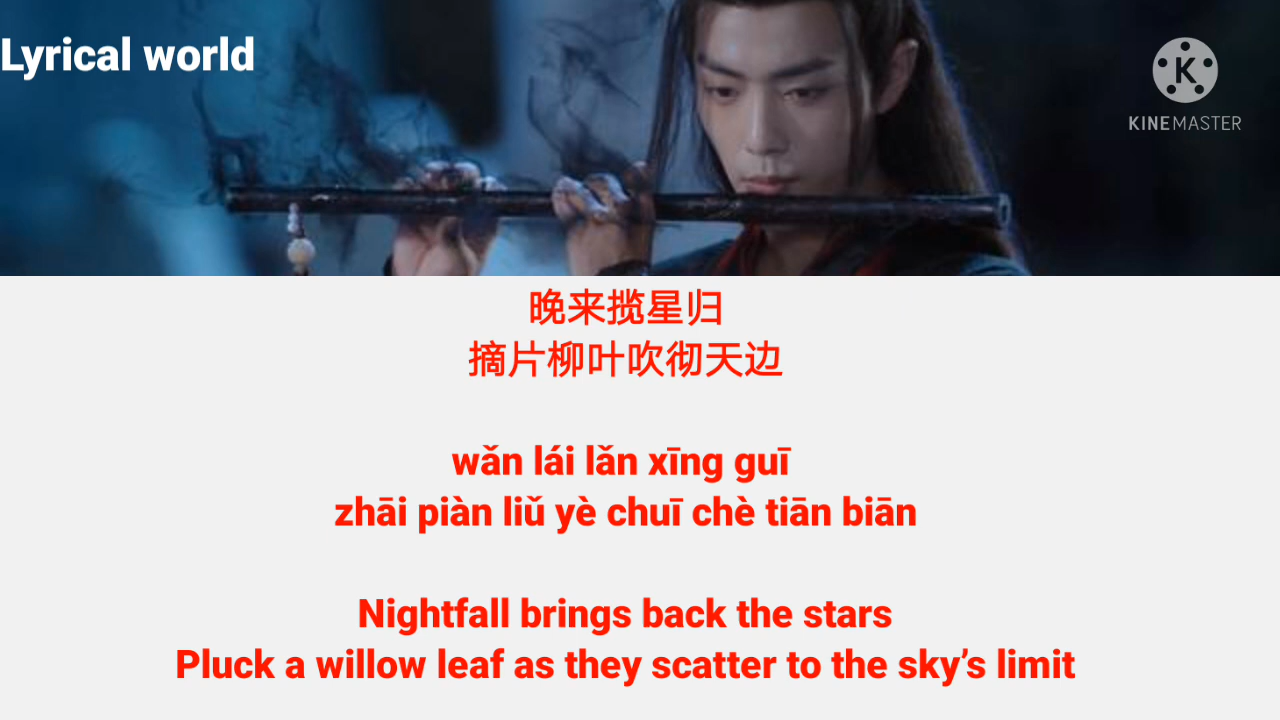 Lyrical world
KINEMASTER
晚来揽星归
摘片柳叶吹彻天边
wǎn lái lǎn xīng guī
zhāi piàn liǔ yè chuī chè tiān biān
Nightfall brings back the stars
Pluck a willow leaf as they scatter to the sky’s limit